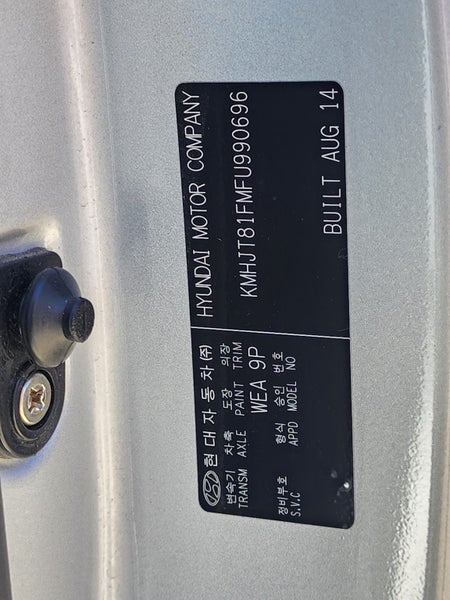 현대자동차(주) HYUNDAI MOTOR COMPANY
변속기 차축 도장 의장
TRANSM AXLE PAINT TRIM
WEA 9P
KMHJT81FMFU990696
형식 승인 번호
APPD MODEL NO
정비부호
S.V.C
BUILT AUG 14